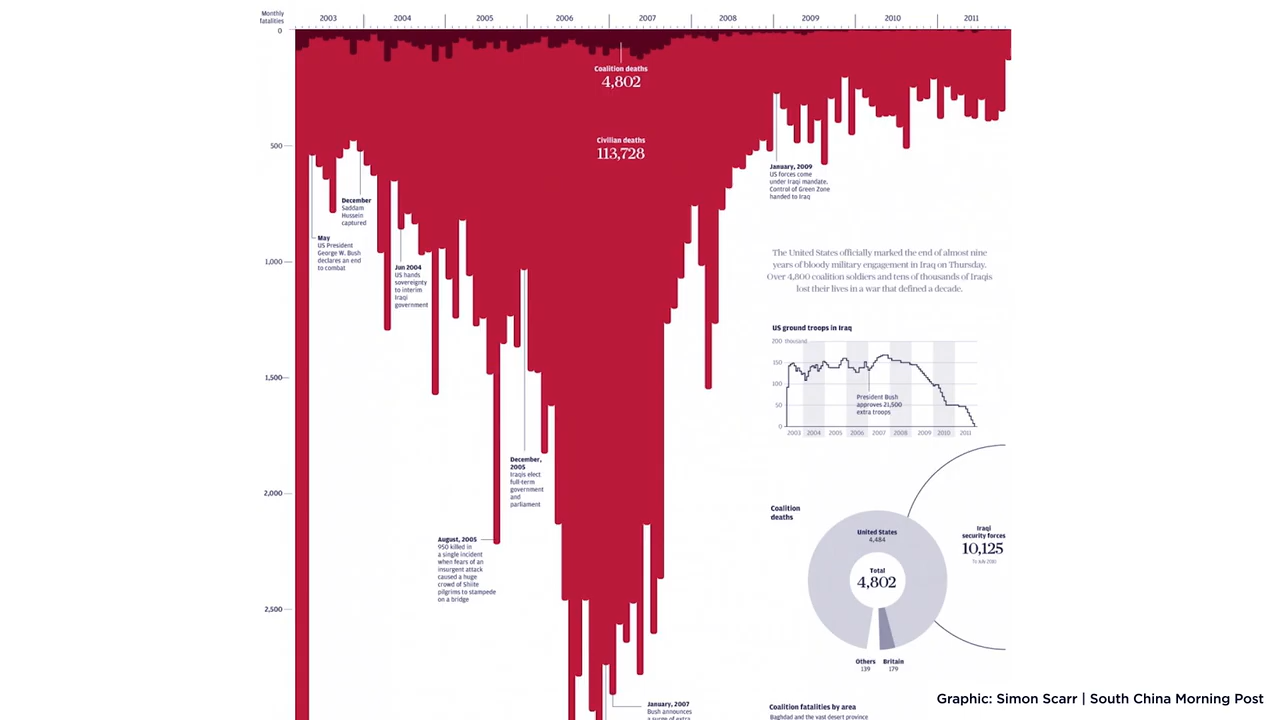 Monthly
fatalities
2003 2004 2005 2006 2007 2008 2009 2010 2011
0
500
1,000
1,500
2,000
2,500
Coalition deaths
4,802
Civilian deaths
113,728
May
US President
George W. Bush
declares an end
to combat
December
Saddam
Hussein
captured
Jun 2004
US hands
sovereignty
to interim
Iraqi
government
August, 2005
950 killed in
a single incident
when fears of an
insurgent attack
caused a huge
crowd of Shiite
pilgrims to stampede
on a bridge
December,
2005
Iraqis elect
full-term
government
and
parliament
January, 2007
Bush announces
a surge of extra
January, 2009
US forces come
under Iraqi mandate.
Control of Green Zone
handed to Iraq
The United States officially marked the end of almost nine
years of bloody military engagement in Iraq on Thursday.
Over 4,800 coalition soldiers and tens of thousands of Iraqis
lost their lives in a war that defined a decade.
US ground troops in Iraq
200 thousand
150
100
50
0
President Bush
approves 21,500
extra troops
2003 2004 2005 2006 2007 2008 2009 2010 2011
Coalition
deaths
United States
4,484
Total
4,802
Others
139
Britain
179
Iraqi
security forces
10,125
To July 2010
Coalition fatalities by area
Baghdad and the vast desert province
Graphic: Simon Scarr | South China Morning Post